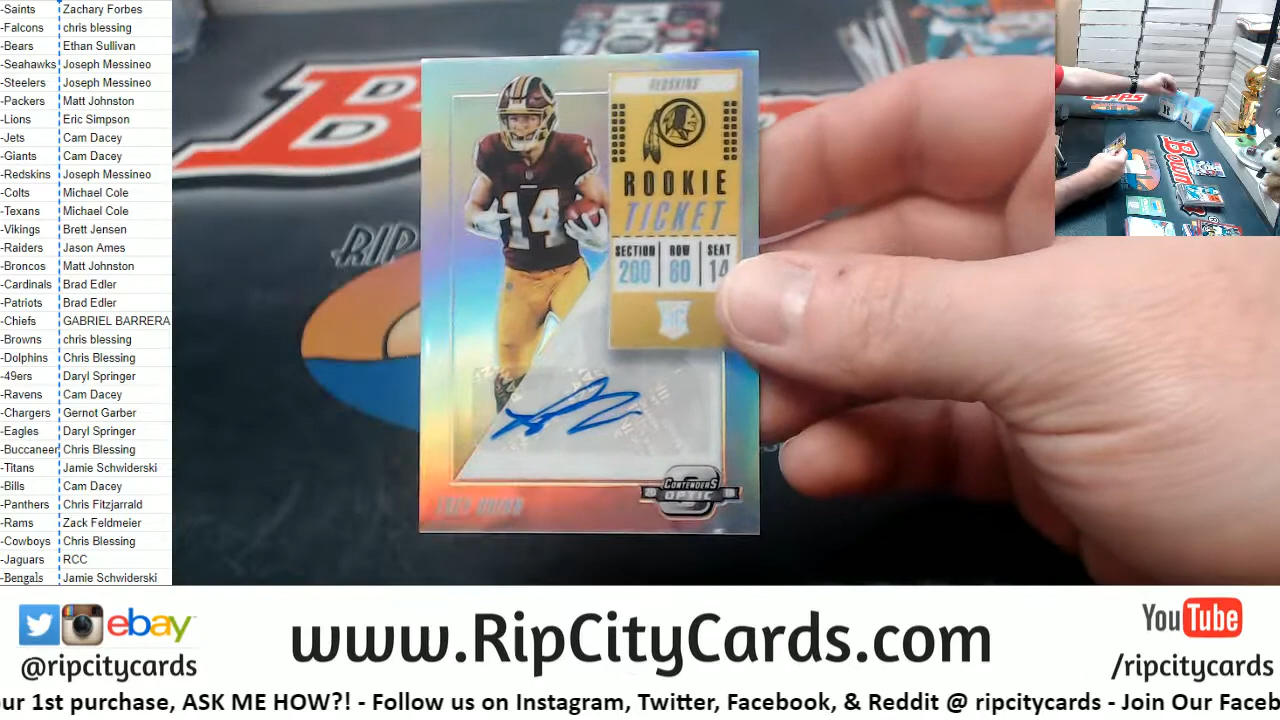 -Saints Zachary Forbes
-Falcons chris blessing
-Bears Ethan Sullivan
-Seahawks Joseph Messineo
-Steelers Joseph Messineo
-Packers Matt Johnston
-Lions Eric Simpson
-Jets Cam Dacey
-Giants Cam Dacey
-Redskins Joseph Messineo
-Colts Michael Cole
-Texans Michael Cole
-Vikings Brett Jensen
-Raiders Jason Ames
-Broncos Matt Johnston
-Cardinals Brad Edler
-Patriots Brad Edler
-Chiefs GABRIEL BARRERA
-Browns chris blessing
-Dolphins Chris Blessing
-49ers Daryl Springer
-Ravens Cam Dacey
-Chargers Gernot Garber
-Eagles Daryl Springer
-Buccaneer Chris Blessing
-Titans Jamie Schwiderski
-Bills Cam Dacey
-Panthers Chris Fitzjarrald
-Rams Zack Feldmeier
-Cowboys Chris Blessing
-Jaguars RCC
-Bengals Jamie Schwiderski
REDSKINS
ROOKIE
TICKET
SECTION ROW SEAT
200 60 14
14
RIP
TREY QUINN
CONTENDERS
OPTIC
ebay
@ripcitycards
www.RipCityCards.com
YouTube
/ripcitycards
ur 1st purchase, ASK ME HOW?! - Follow us on Instagram, Twitter, Facebook, & Reddit @ ripcitycards - Join Our Faceb